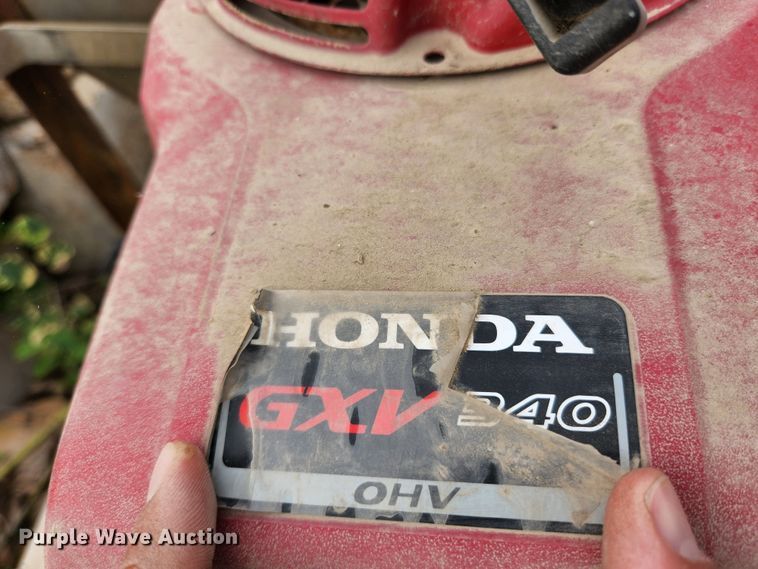 HONDA
GXV 340
OHV
Purple Wave Auction